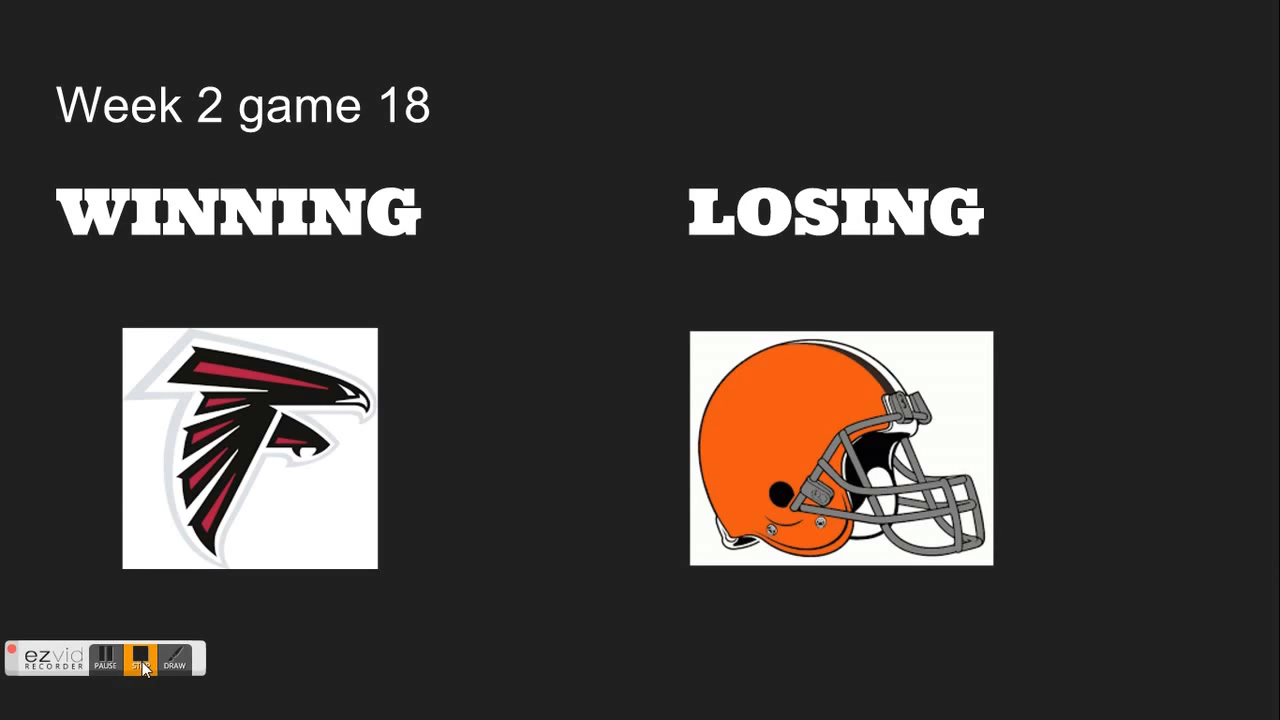 Week 2 game 18
WINNING
LOSING
ezvid
RECORDER
PAUSE
DRAW